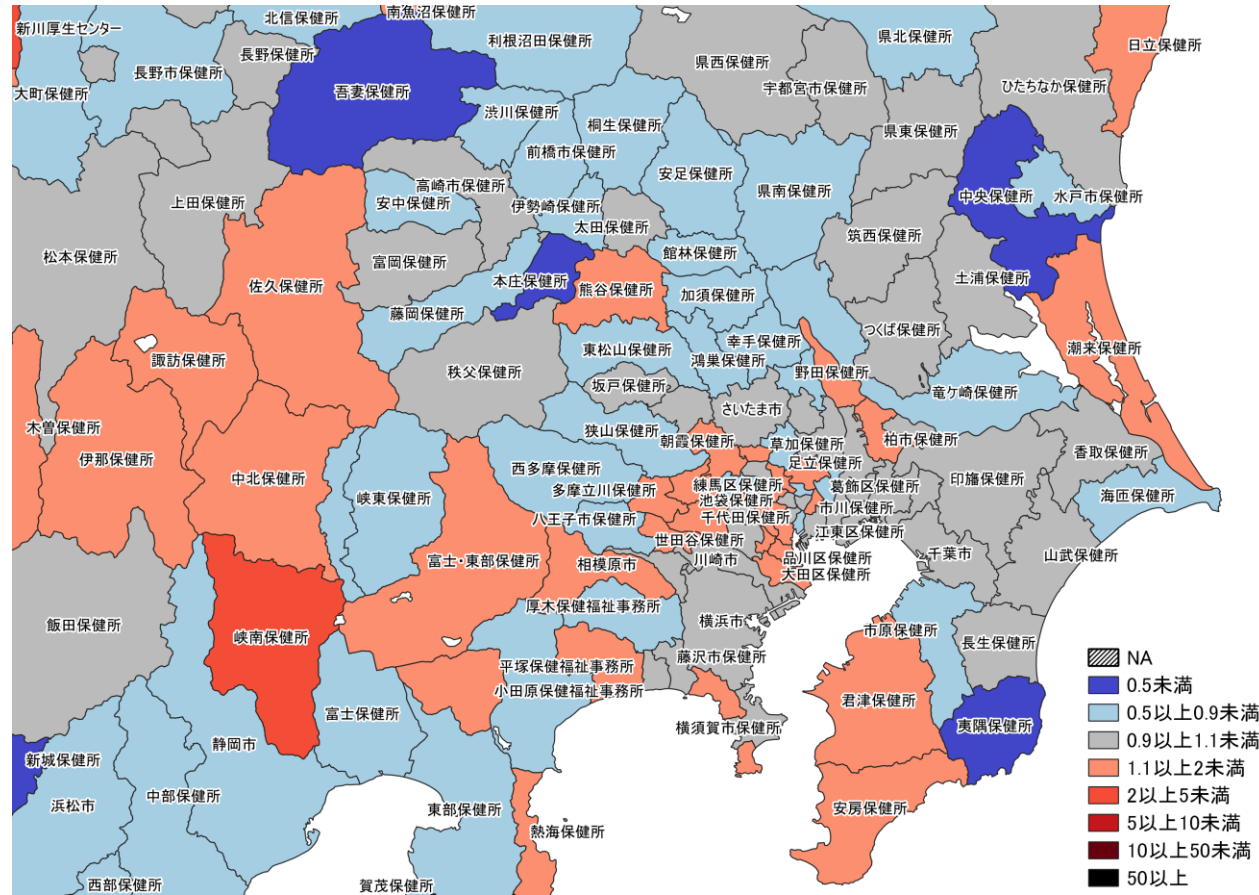 新川厚生センター
北信保健所
南魚沼保健所
利根沼田保健所
県北保健所
日立保健所
長野保健所
長野市保健所
県西保健所
大町保健所
吾妻保健所
宇都宮市保健所
ひたちなか保健所
渋川保健所
桐生保健所
県東保健所
前橋市保健所
安足保健所
県南保健所
上田保健所
高崎市保健所
安中保健所
伊勢崎保健所
中央保健所
水戸市保健所
太田保健所
筑西保健所
松本保健所
富岡保健所
館林保健所
佐久保健所
本庄保健所
熊谷保健所
加須保健所
土浦保健所
藤岡保健所
つくば保健所
諏訪保健所
東松山保健所
幸手保健所
鴻巣保健所
潮来保健所
秩父保健所
野田保健所
坂戸保健所
竜ケ崎保健所
さいたま市
木曽保健所
狭山保健所
朝霞保健所
草加保健所
柏市保健所
伊那保健所
香取保健所
足立保健所
西多摩保健所
中北保健所
練馬区保健所
葛飾区保健所
印旛保健所
峡東保健所
多摩立川保健所
池袋保健所
海匝保健所
市川保健所
八王子市保健所
千代田保健所
江東区保健所
世田谷保健所
千葉市
山武保健所
富士・東部保健所
相模原市
川崎市
品川区保健所
大田区保健所
厚木保健福祉事務所
飯田保健所
峡南保健所
横浜市
市原保健所
長生保健所
藤沢市保健所
平塚保健福祉事務所
小田原保健福祉事務所
君津保健所
富士保健所
横須賀市保健所
夷隅保健所
静岡市
新城保健所
浜松市
中部保健所
東部保健所
安房保健所
熱海保健所
西部保健所
賀茂保健所
NA
0.5未満
0.5以上0.9未満
0.9以上1.1未満
1.1以上2未満
2以上5未満
5以上10未満
10以上50未満
50以上